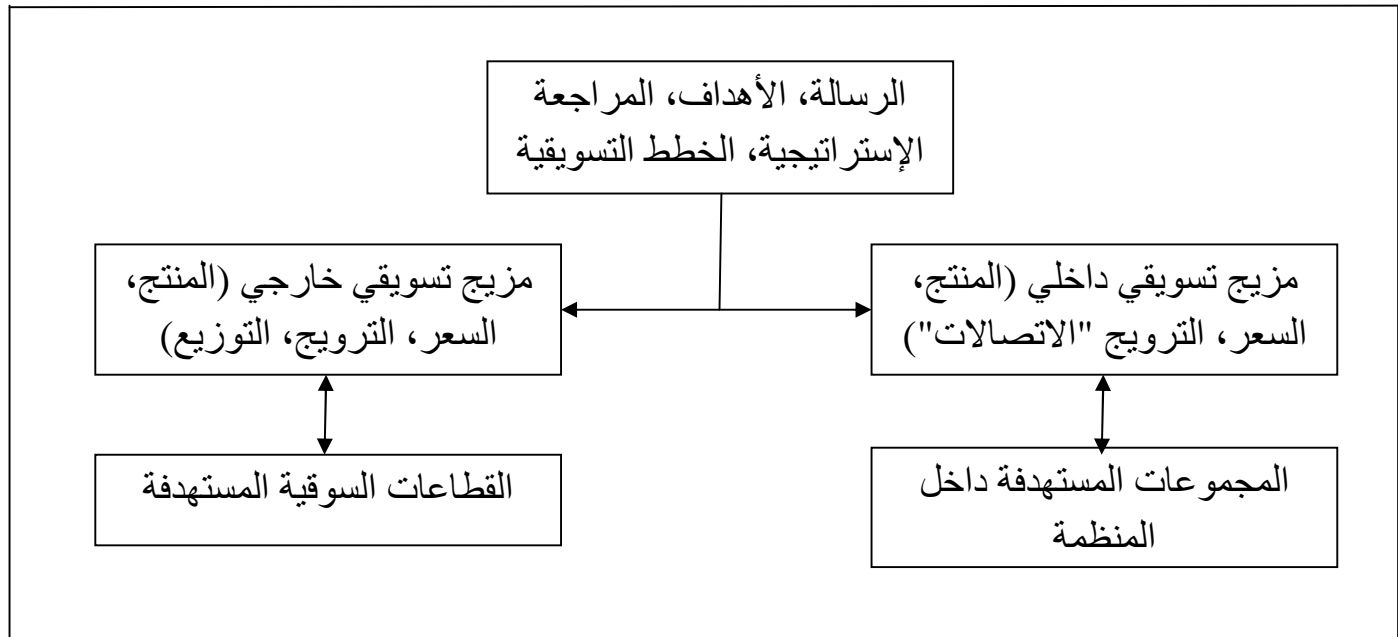 الرسالة، الأهداف، المراجعة
الإستراتيجية، الخطط التسويقية
مزيج تسويقي داخلي (المنتج،
السعر، الترويج "الاتصالات")
مزيج تسويقي خارجي (المنتج،
السعر، الترويج، التوزيع)
المجموعات المستهدفة داخل
المنظمة
القطاعات السوقية المستهدفة